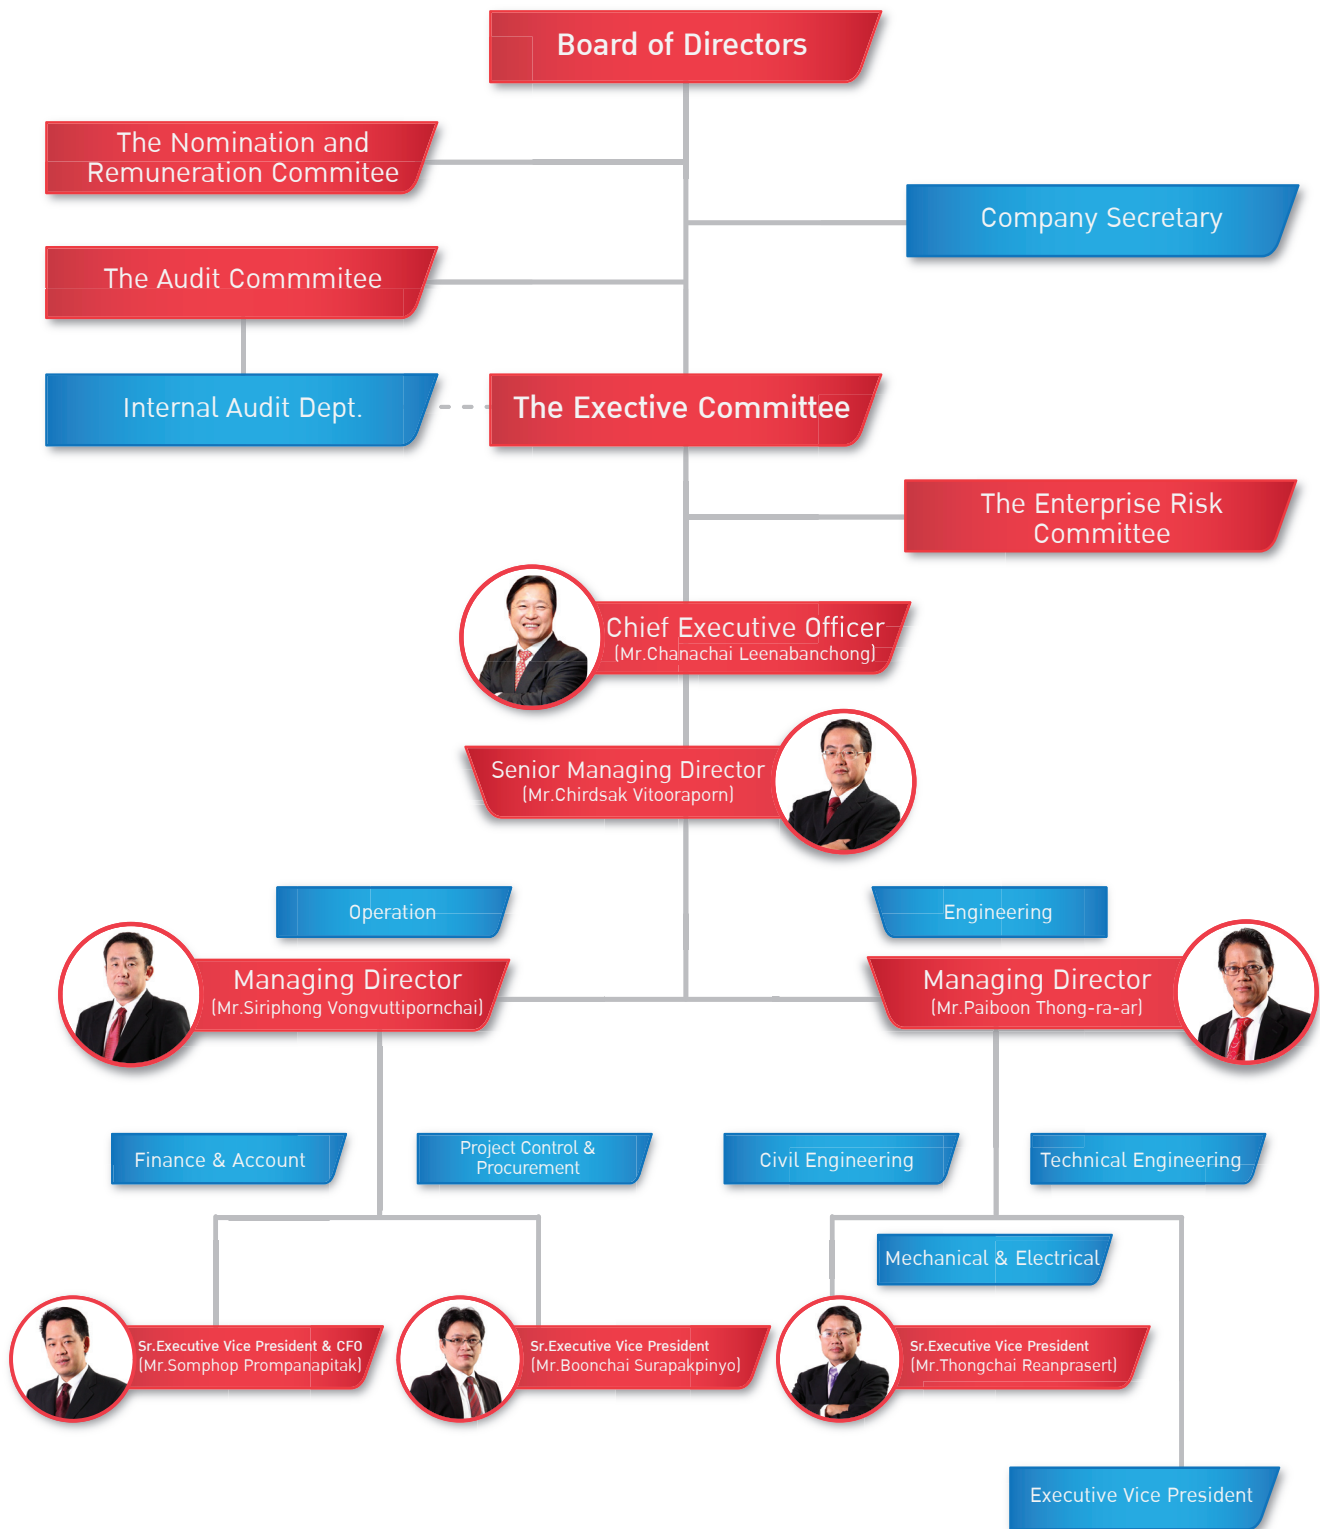 Board of Directors
The Nomination and
Remuneration Commitee
Company Secretary
The Audit Commmitee
Internal Audit Dept.
The Exective Committee
The Enterprise Risk
Committee
Chief Executive Officer
(Mr.Chanachai Leenabanchong)
Senior Managing Director
(Mr.Chirdsak Vitooraporn)
Operation
Engineering
Managing Director
(Mr.Siriphong Vongvuttipornchai)
Managing Director
(Mr.Paiboon Thong-ra-ar)
Finance & Account
Project Control &
Procurement
Civil Engineering
Technical Engineering
Mechanical & Electrical
Sr.Executive Vice President & CFO
(Mr.Somphop Prompanapitak)
Sr.Executive Vice President
(Mr.Boonchai Surapakpinyo)
Sr.Executive Vice President
(Mr.Thongchai Reanprasert)
Executive Vice President